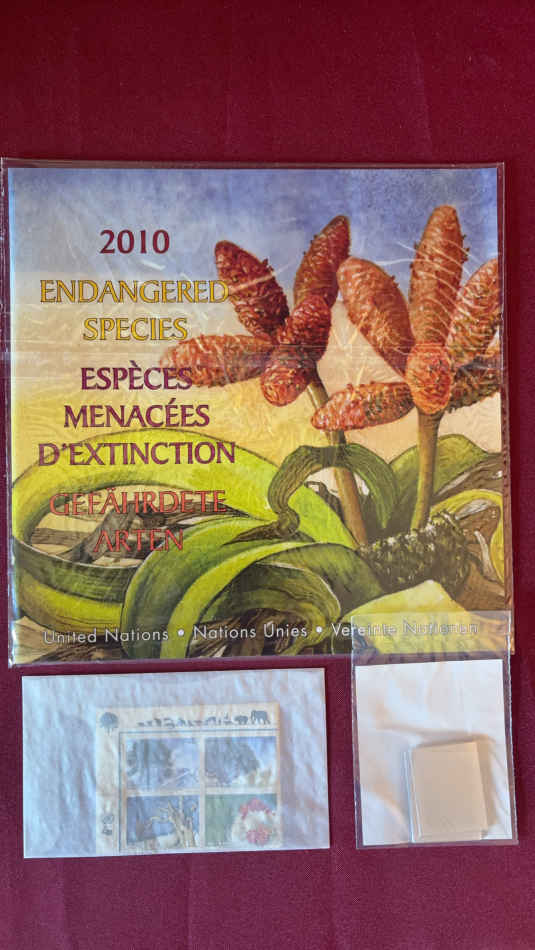 2010
ENDANGERED
SPECIES
ESPÈCES
MENACÉES
D'EXTINCTION
GEFÄHRDETE
ARTEN
United Nations • Nations Unies • Vereinte Nationen